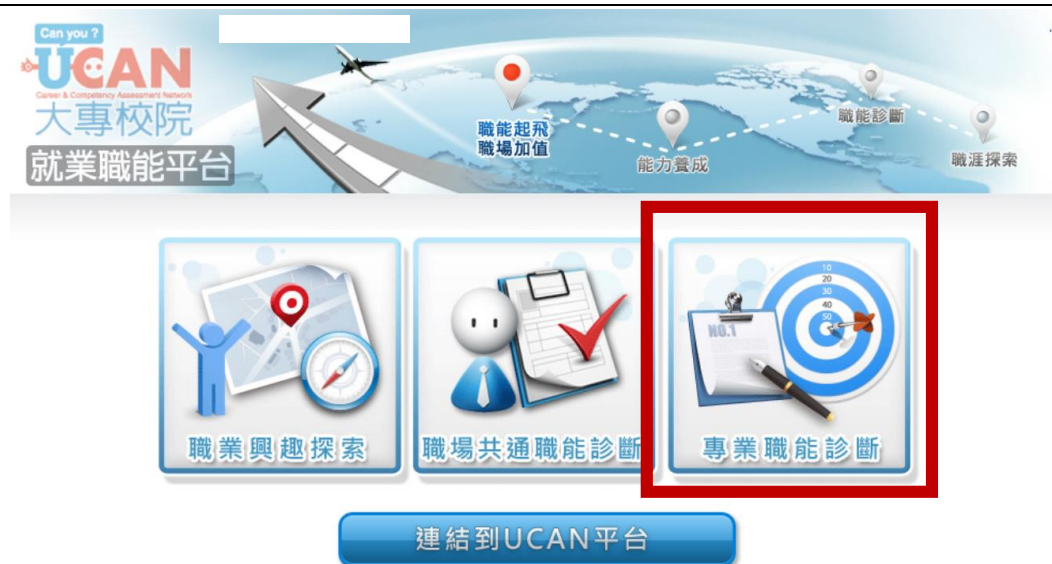 Can you ?
UCAN
Career & Competency Assessment Network
大專校院
就業職能平台
職能起飛
職場加值
能力養成
職能診斷
職涯探索
職業興趣探索
職場共通職能診斷
10
20
30
40
50
NO.1
專業職能診斷
連結到UCAN平台